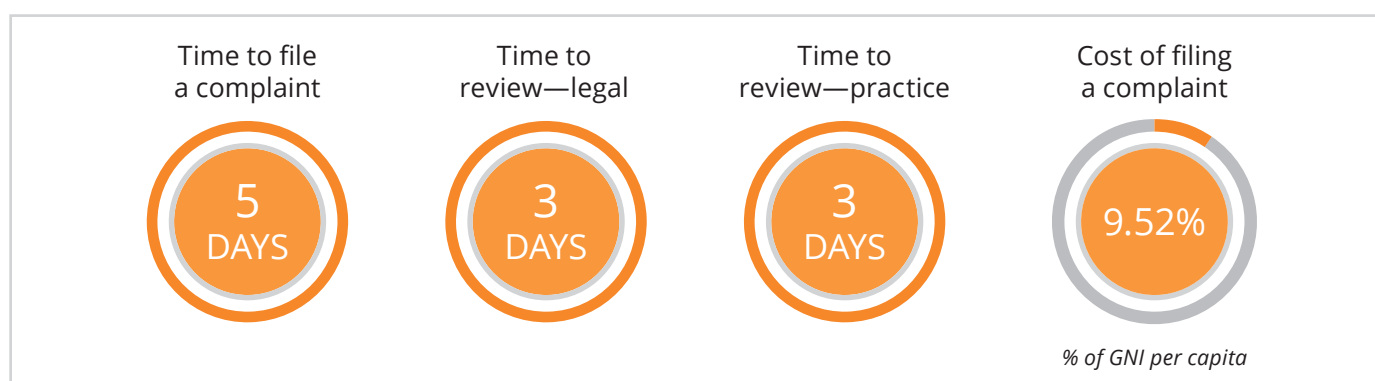 Time to file
a complaint
5
DAYS
Time to
review—legal
3
DAYS
Time to
review—practice
3
DAYS
Cost of filing
a complaint
9.52%
% of GNI per capita